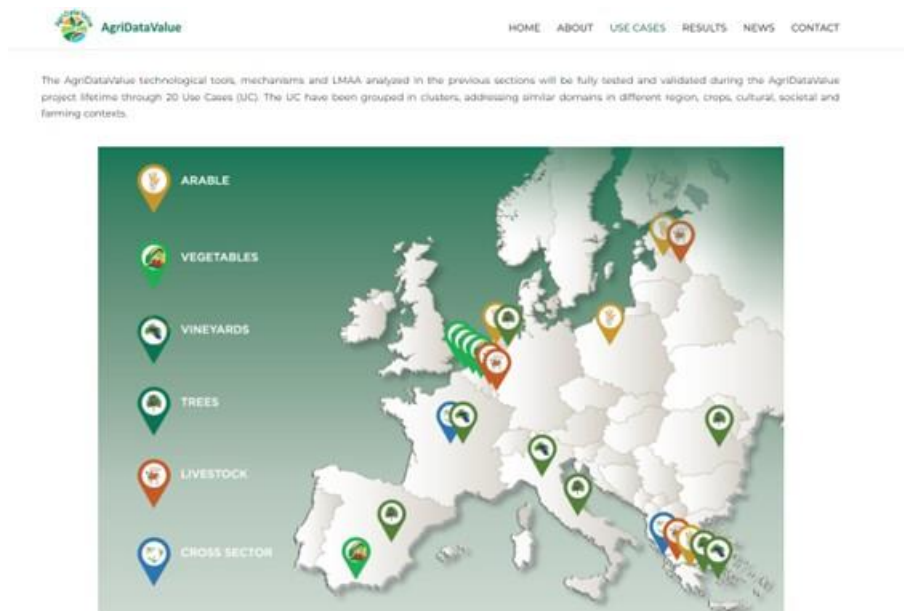 AgriDataValue
HOME ABOUT USE CASES RESULTS NEWS CONTACT
The AgriDataValue technological tools, mechanisms and LMAA analyzed in the previous sections will be fully tested and validated during the AgriDataValue
project lifetime through 20 Use Cases (UC). The UC have been grouped in clusters, addressing similar domains in different region, crops, cultural, societal and
farming contexts.
ARABLE
VEGETABLES
VINEYARDS
TREES
LIVESTOCK
CROSS SECTOR